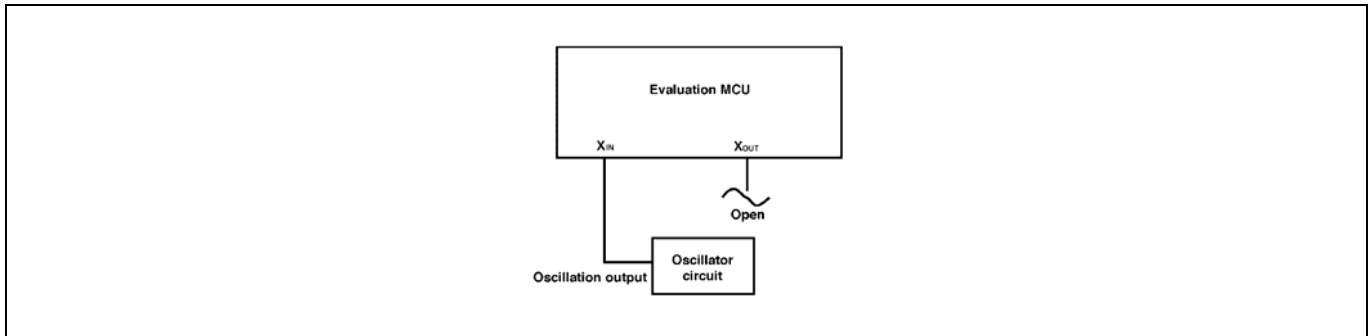 Evaluation MCU
XIN
XOUT
Open
Oscillation output
Oscillator
circuit